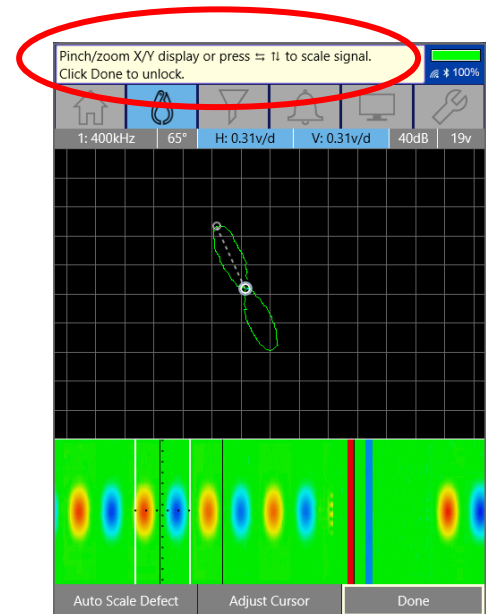 Pinch/zoom X/Y display or press ⇆ ⇅ to scale signal.
Click Done to unlock.
100%
1: 400kHz 65° H: 0.31v/d V: 0.31v/d 40dB 19v
Auto Scale Defect Adjust Cursor Done